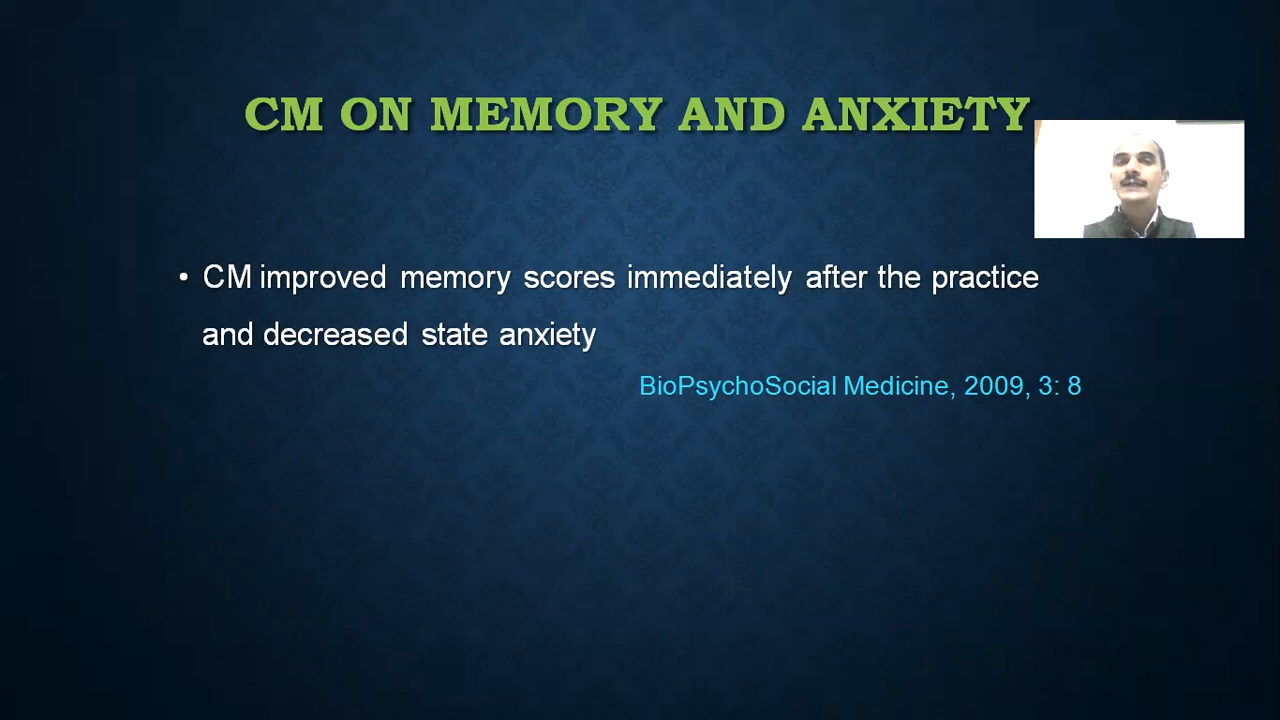 CM ON MEMORY AND ANXIETY
• CM improved memory scores immediately after the practice
and decreased state anxiety
BioPsychoSocial Medicine, 2009, 3: 8